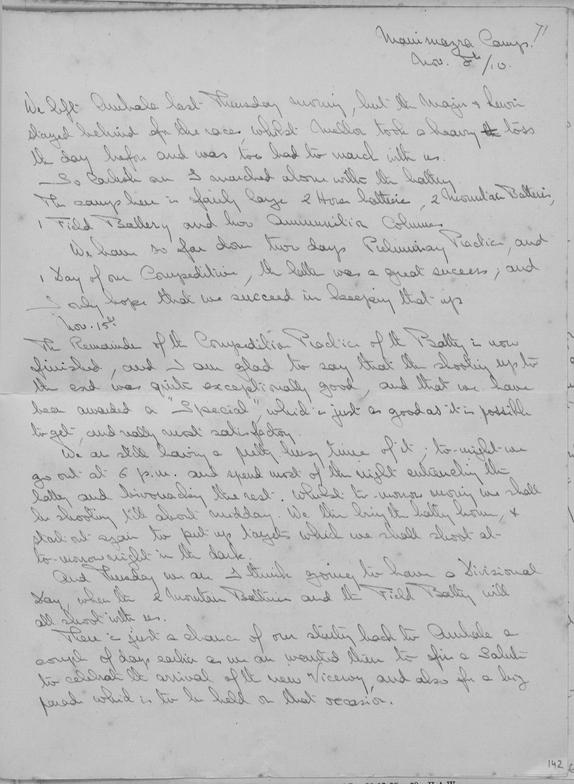 71
Manimazra Camp.
Nov. 8th/10.
We left Ambala last Thursday morning, but the Major &
stayed behind for the races whilst Mellor took a heavy toss
the day before and was too bad to march with us.
So and I marched alone with the battery
The camp here is fairly large 2 Horse batteries, 2 Mountain Batteries,
1 Field Battery and two Ammunition Columns
We have so far done two days Preliminary Practice, and
1 Day of our Competition, the latter was a great success, and
I only hope that we succeed in keeping that up
Nov. 15th
The Remainder of the Competition Practice of the Battery is now
finished, and I am glad to say that the shooting up to
the end was quite exceptionally good, and that we have
been awarded a "Special", which is just as good as it is possible
to get, and really most satisfactory.
We are still having a pretty busy time of it, to-night we
go out at 6 p.m. and spend most of the night entrenching the
battery and bivouacing the rest. Whilst to-morrow morning we shall
be shooting till about midday. We then bring the battery home, &
start out again to put up targets which we shall shoot at
to-morrow night in the dark.
And Thursday we are I think going to have a Divisional
Day, when the 2 Mountain Batteries and the Field Battery will
all shoot with us.
There is just a chance of our starting back to Ambala a
couple of days earlier as we are wanted there to fire a Salute
to celebrate the arrival of the new Viceroy, and also for a big
parade which is to be held on that occasion.
142